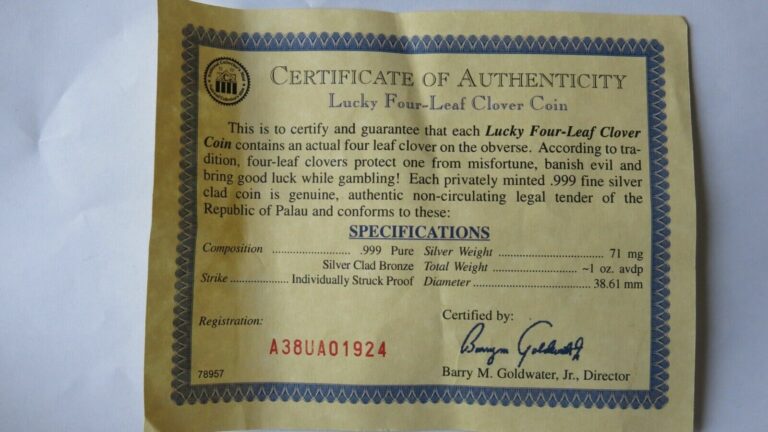 CERTIFICATE OF AUTHENTICITY
Lucky Four-Leaf Clover Coin
This is to certify and guarantee that each Lucky Four-Leaf Clover
Coin contains an actual four leaf clover on the obverse. According to tra-
dition, four-leaf clovers protect one from misfortune, banish evil and
bring good luck while gambling! Each privately minted .999 fine silver
clad coin is genuine, authentic non-circulating legal tender of the
Republic of Palau and conforms to these:
SPECIFICATIONS
Composition ........................ .999 Pure Silver Weight ................................ 71 mg
Silver Clad Bronze Total Weight ......................... ~1 oz. avdp
Strike .................. Individually Struck Proof Diameter ................................... 38.61 mm
Registration:
A38UA01924
Certified by:
Barry M. Goldwater, Jr., Director
78957